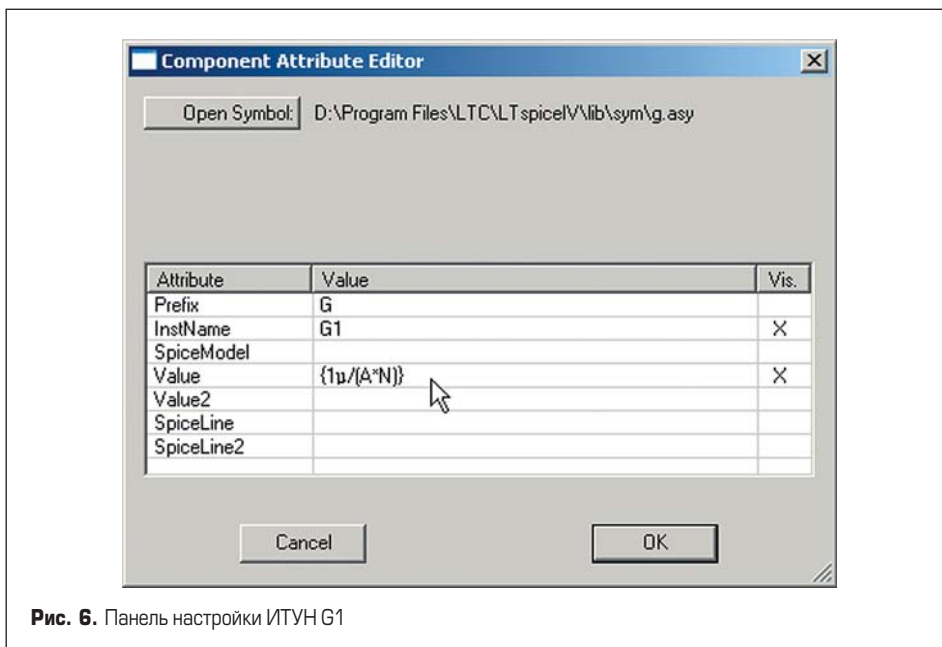 Component Attribute Editor
Open Symbol: D:\Program Files\LTC\LTspiceIV\lib\sym\g.asy
Attribute Value Vis.
Prefix G
InstName G1 X
SpiceModel
Value {1µ/(A*N)} X
Value2
SpiceLine
SpiceLine2
Cancel OK
Рис. 6. Панель настройки ИТУН G1